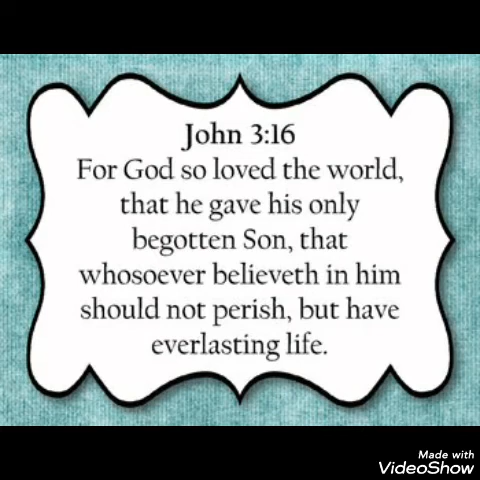 John 3:16
For God so loved the world,
that he gave his only
begotten Son, that
whosoever believeth in him
should not perish, but have
everlasting life.
Made with
VideoShow